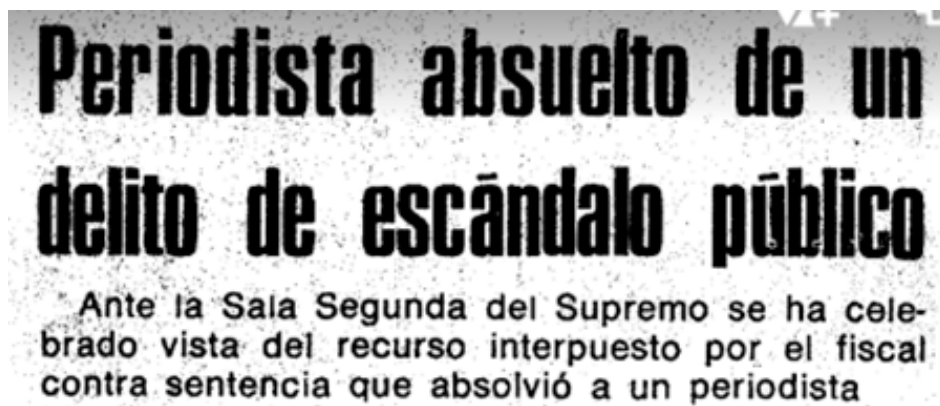 Periodista absuelto de un
delito de escándalo público
Ante la Sala Segunda del Supremo se ha cele-
brado vista del recurso interpuesto por el fiscal
contra sentencia que absolvió a un periodista